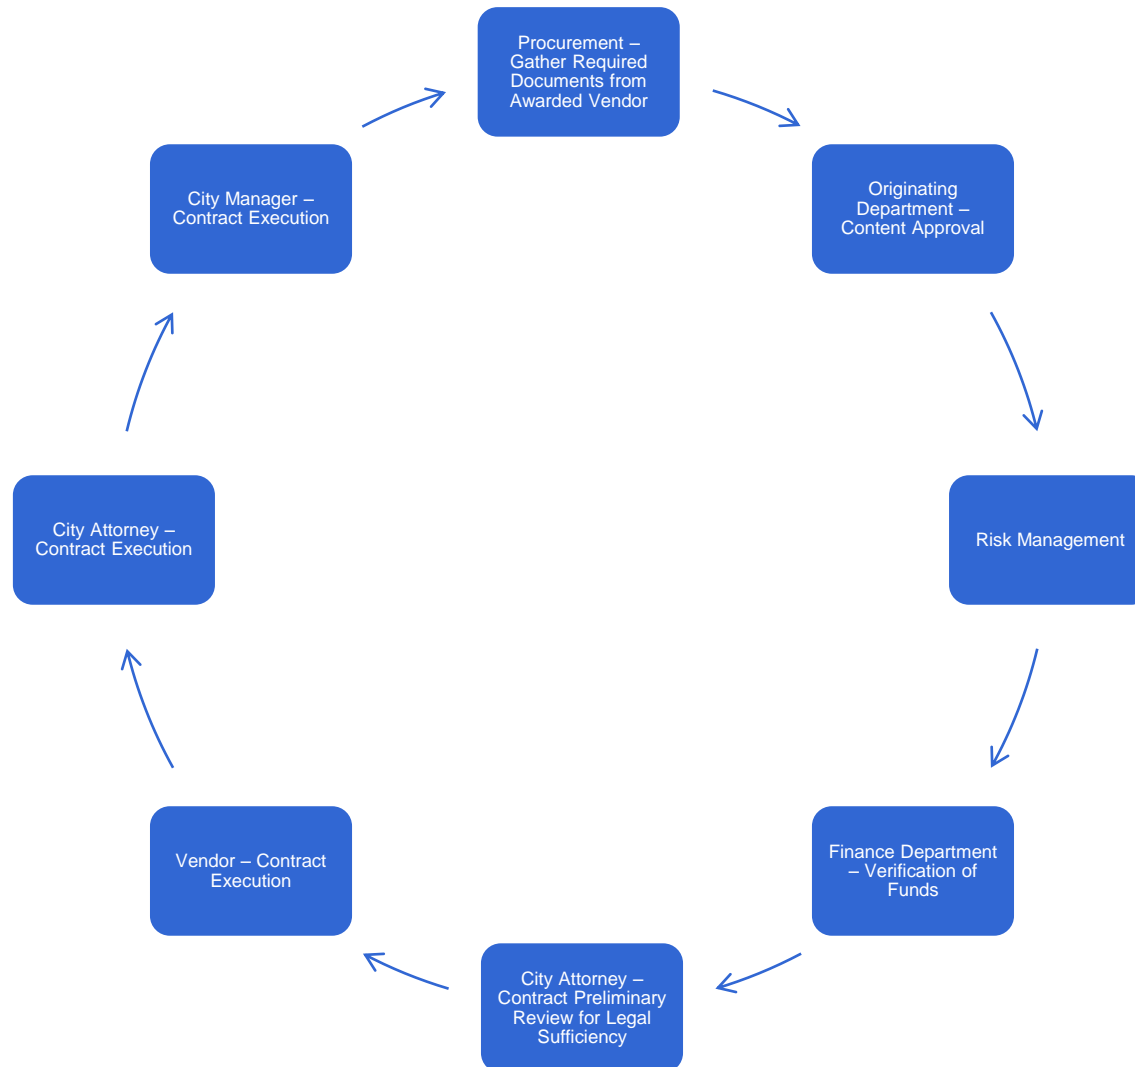 Procurement –
Gather Required
Documents from
Awarded Vendor
Originating
Department –
Content Approval
Risk Management
Finance Department
– Verification of
Funds
City Attorney –
Contract Preliminary
Review for Legal
Sufficiency
Vendor – Contract
Execution
City Attorney –
Contract Execution
City Manager –
Contract Execution